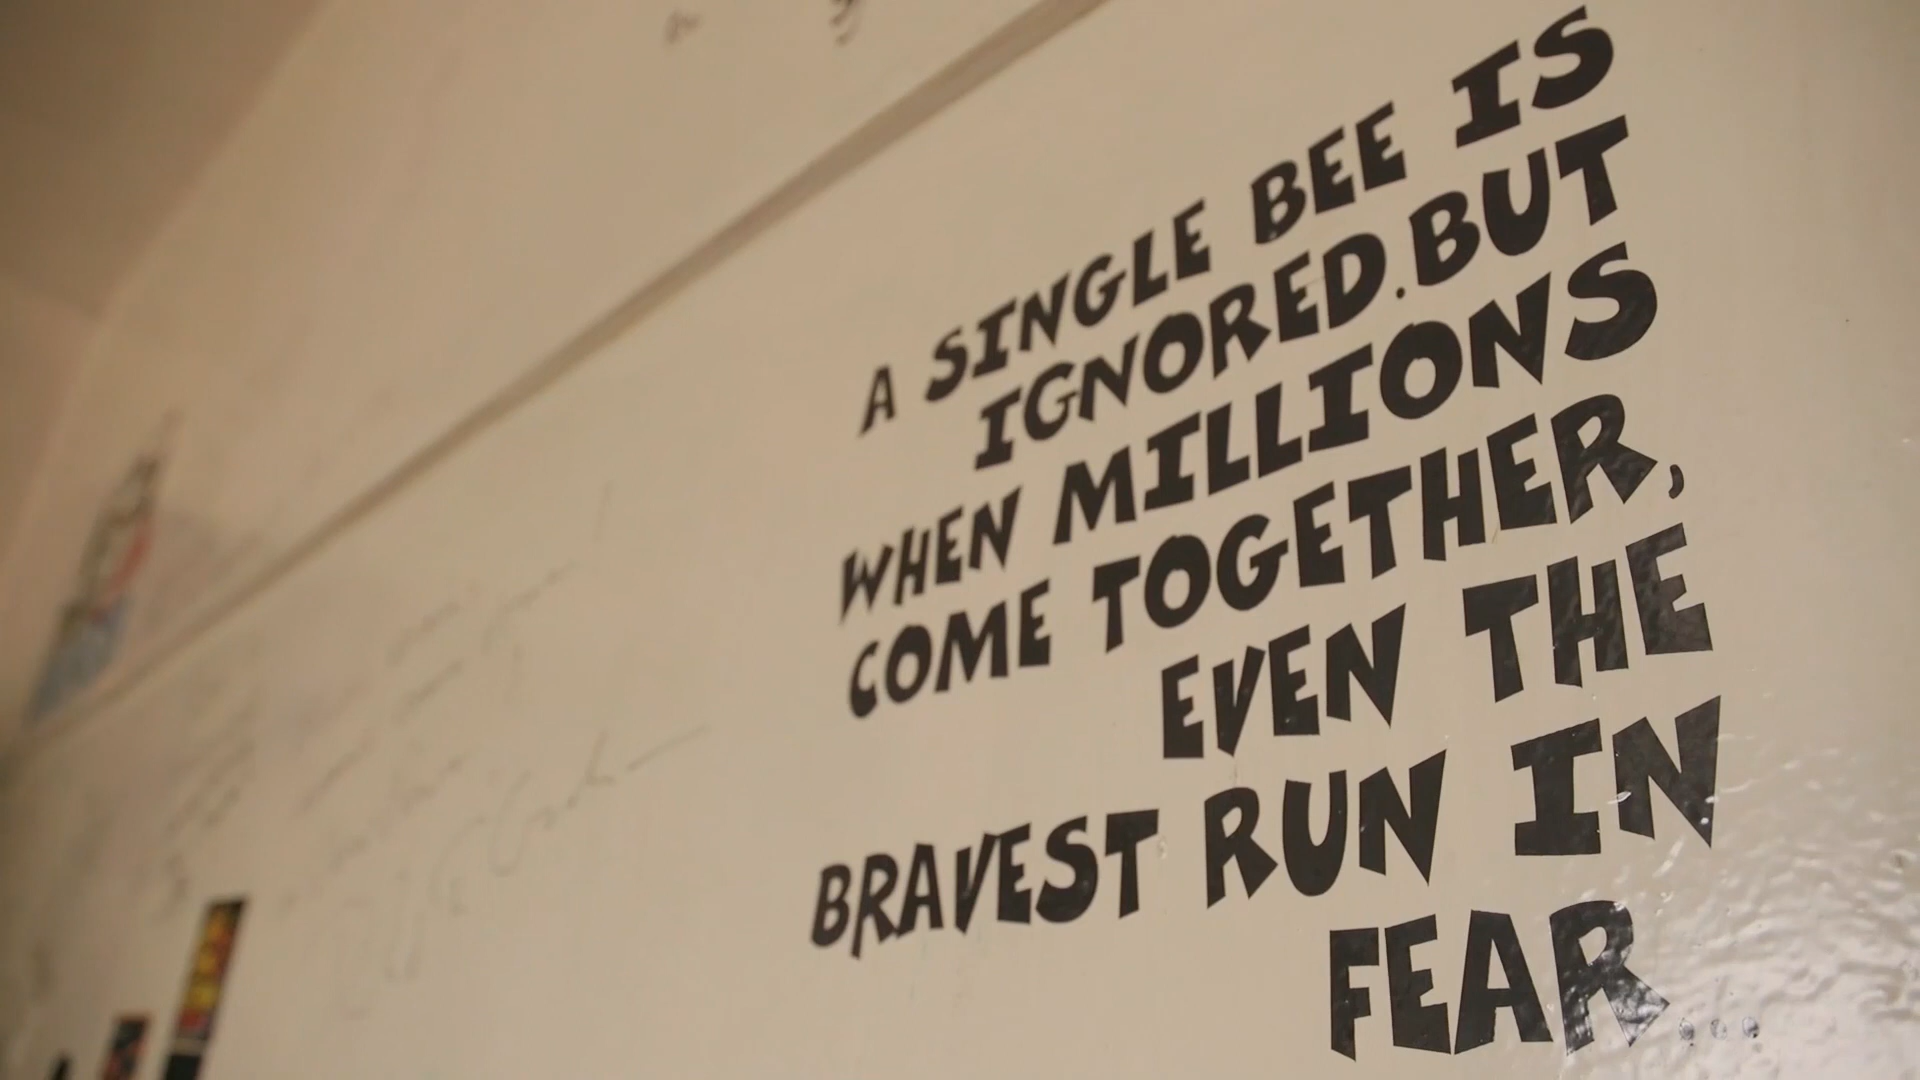 A SINGLE BEE IS
IGNORED.BUT
WHEN MILLIONS
COME TOGETHER,
EVEN THE
BRAVEST RUN IN
FEAR...